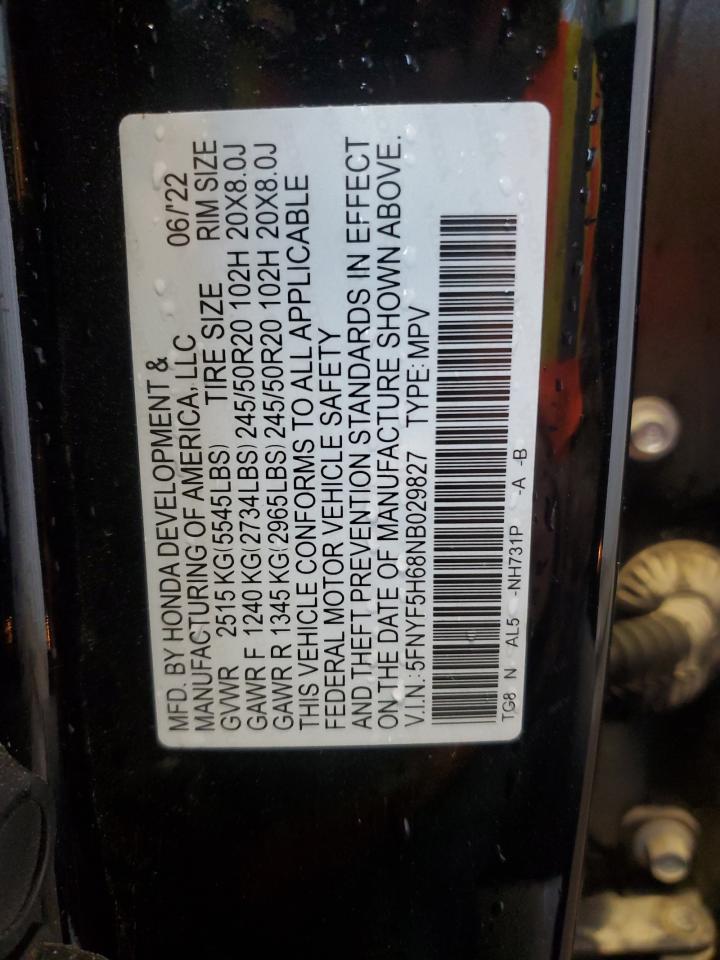 MFD. BY HONDA DEVELOPMENT & 06/'22
MANUFACTURING OF AMERICA, LLC
GVWR 2515 KG(5545LBS) TIRE SIZE RIM SIZE
GAWR F 1240 KG(2734LBS) 245/50R20 102H 20X8.0J
GAWR R 1345 KG(2965LBS) 245/50R20 102H 20X8.0J
THIS VEHICLE CONFORMS TO ALL APPLICABLE
FEDERAL MOTOR VEHICLE SAFETY
AND THEFT PREVENTION STANDARDS IN EFFECT
ON THE DATE OF MANUFACTURE SHOWN ABOVE.
V.I.N.:5FNYF5H68NB029827 TYPE:MPV
TG8 N AL5 -NH731P -A -B